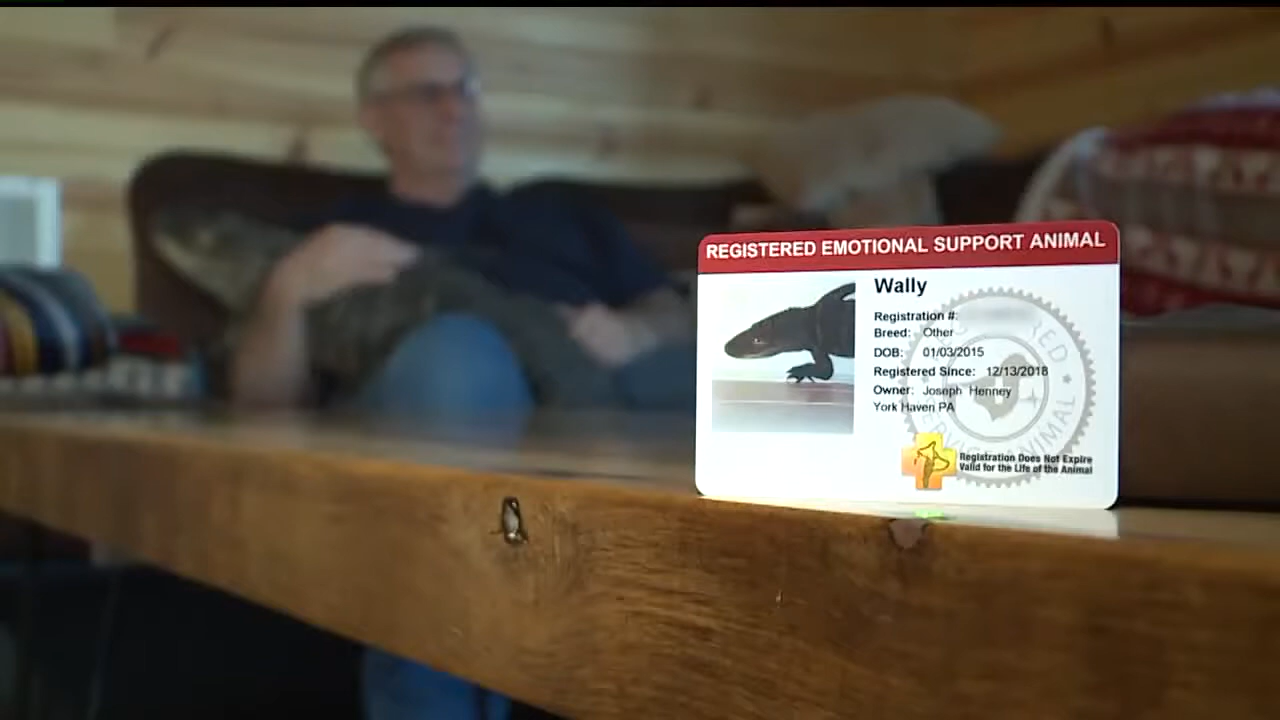 REGISTERED EMOTIONAL SUPPORT ANIMAL
Wally
Registration #:
Breed: Other
DOB: 01/03/2015
Registered Since: 12/13/2018
Owner: Joseph Henney
York Haven PA
Registration Does Not Expire
Valid for the Life of the Animal